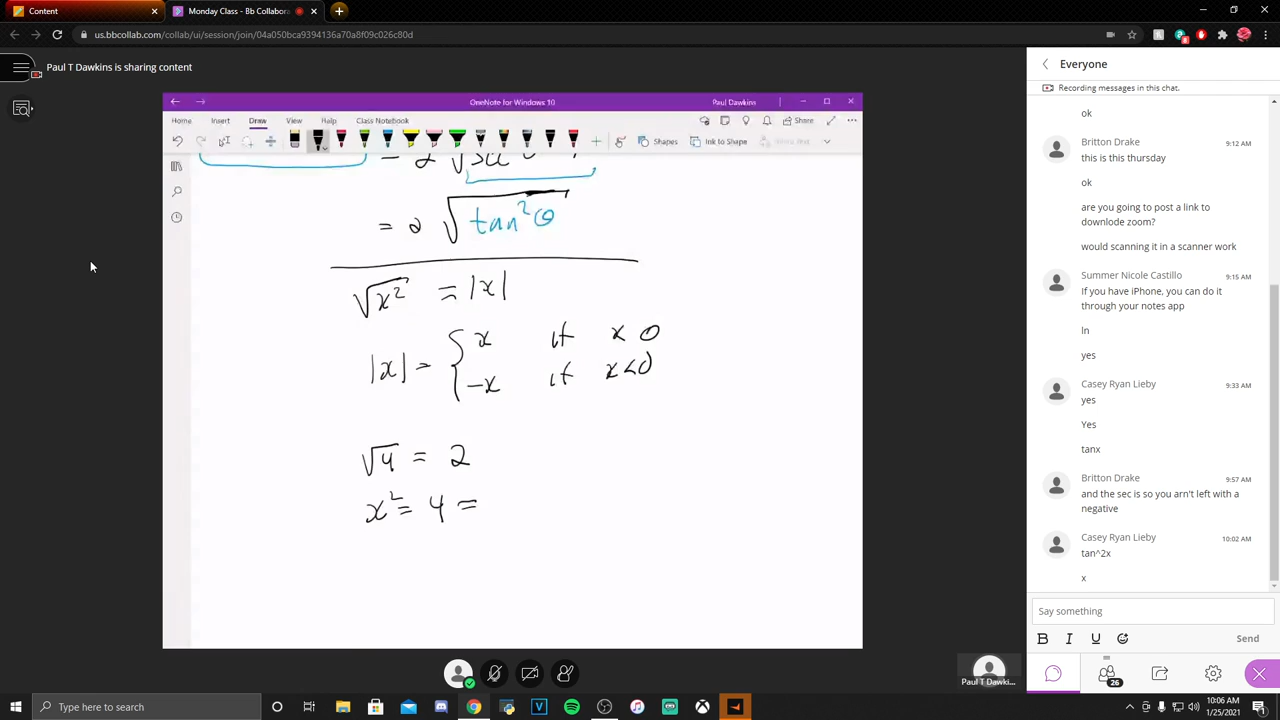 Content
Monday Class - Bb Collabora
us.bbcollab.com/collab/ui/session/join/04a050bca9394136a70a8f09c026c80d
Paul T Dawkins is sharing content
OneNote for Windows 10
Paul Dawkins
Home Insert Draw View Class Notebook
Share
Shapes
Ink to Shape
= 2 √tan²θ
√x² = |x|
|x| = { x if x 0
-x if x<0
√4 = 2
x² = 4 =
Everyone
Recording messages in this chat.
ok
Britton Drake 9:12 AM
this is this thursday
ok
are you going to post a link to
downlode zoom?
would scanning it in a scanner work
Summer Nicole Castillo 9:15 AM
If you have iPhone, you can do it
through your notes app
ln
yes
Casey Ryan Lieby 9:33 AM
yes
Yes
tanx
Britton Drake 9:57 AM
and the sec is so you arn't left with a
negative
Casey Ryan Lieby 10:02 AM
tan^2x
x
Say something
B I U
Send
26
Paul T Dawki...
Type here to search
10:06 AM
1/25/2021